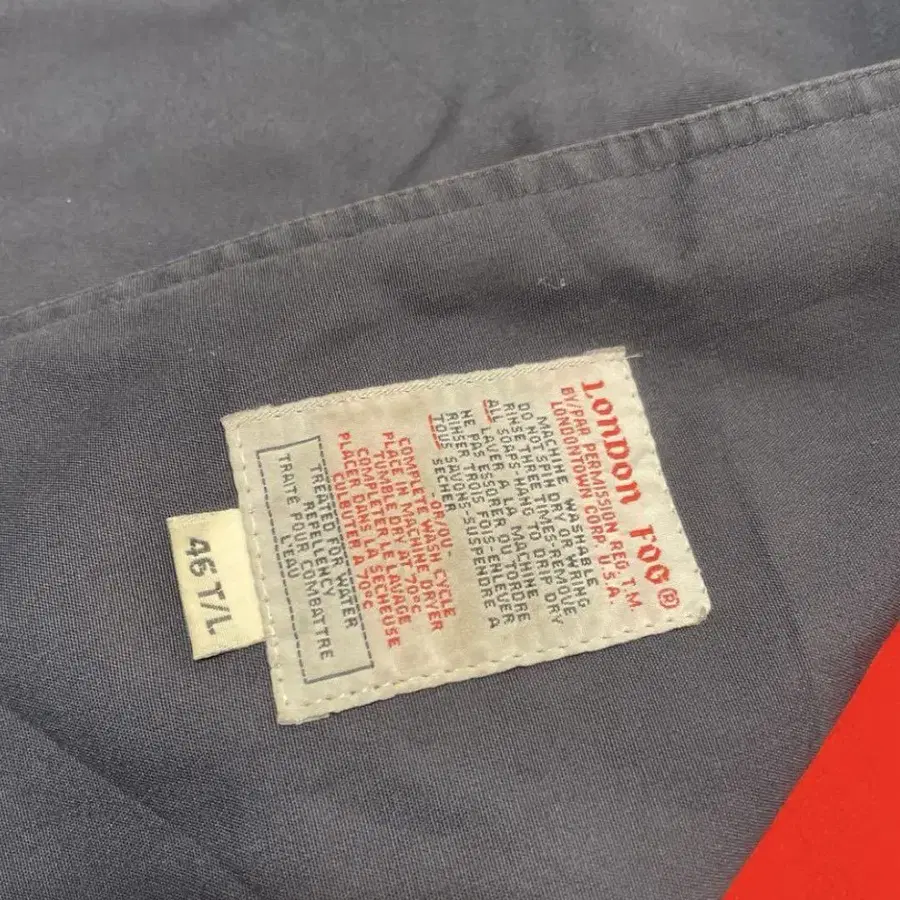 London Fog®
BY/PAR PERMISSION REG. T.M.
LONDONTOWN CORP. U.S.A.
MACHINE WASHABLE
DO NOT SPIN DRY OR WRING
RINSE THREE TIMES-REMOVE
ALL SOAPS-HANG TO DRIP DRY
LAVER A LA MACHINE
NE PAS ESSORER OU TORDRE
RINSER TROIS FOIS-ENLEVER
TOUS SAVONS-SUSPENDRE A
SECHER
-OR/OU-
COMPLETE WASH CYCLE
PLACE IN MACHINE DRYER
TUMBLE DRY AT 70°C
COMPLETER LE LAVAGE
PLACER DANS LA SECHEUSE
CULBUTER A 70°C
TREATED FOR WATER
REPELLENCY
TRAITÉ POUR COMBATTRE
L'EAU
46 T/L